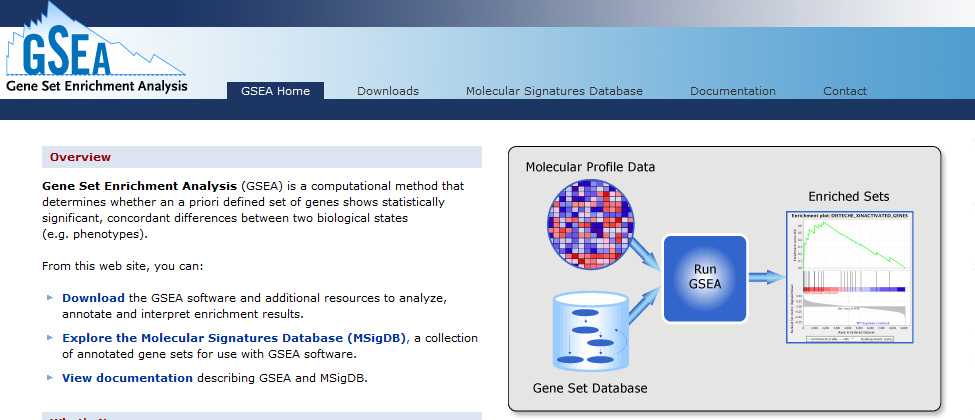 GSEA
Gene Set Enrichment Analysis
GSEA Home
Downloads
Molecular Signatures Database
Documentation
Contact
Overview
Gene Set Enrichment Analysis (GSEA) is a computational method that
determines whether an a priori defined set of genes shows statistically
significant, concordant differences between two biological states
(e.g. phenotypes).
From this web site, you can:
Download the GSEA software and additional resources to analyze,
annotate and interpret enrichment results.
Explore the Molecular Signatures Database (MSigDB), a collection
of annotated gene sets for use with GSEA software.
View documentation describing GSEA and MSigDB.
Molecular Profile Data
Run
GSEA
Gene Set Database
Enriched Sets
Enrichment plot: DISTECHE_XINACTIVATED_GENES